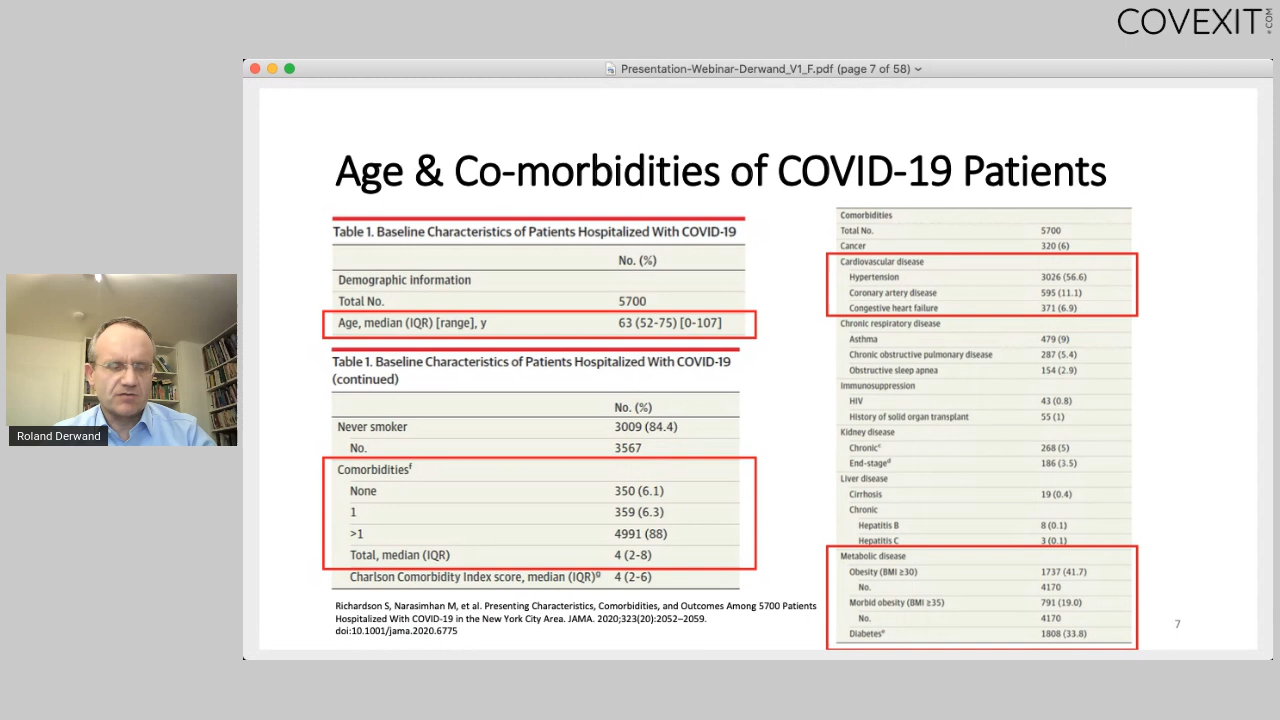 COVEXIT.COM
Presentation-Webinar-Derwand_V1_F.pdf (page 7 of 58)
Age & Co-morbidities of COVID-19 Patients
Table 1. Baseline Characteristics of Patients Hospitalized With COVID-19
No. (%)
Demographic information
Total No. 5700
Age, median (IQR) [range], y 63 (52-75) [0-107]
Table 1. Baseline Characteristics of Patients Hospitalized With COVID-19
(continued)
No. (%)
Never smoker 3009 (84.4)
No. 3567
Comorbiditiesf
None 350 (6.1)
1 359 (6.3)
>1 4991 (88)
Total, median (IQR) 4 (2-8)
Charlson Comorbidity Index score, median (IQR)g 4 (2-6)
Richardson S, Narasimhan M, et al. Presenting Characteristics, Comorbidities, and Outcomes Among 5700 Patients
Hospitalized With COVID-19 in the New York City Area. JAMA. 2020;323(20):2052–2059.
doi:10.1001/jama.2020.6775
Comorbidities
Total No. 5700
Cancer 320 (6)
Cardiovascular disease
Hypertension 3026 (56.6)
Coronary artery disease 595 (11.1)
Congestive heart failure 371 (6.9)
Chronic respiratory disease
Asthma 479 (9)
Chronic obstructive pulmonary disease 287 (5.4)
Obstructive sleep apnea 154 (2.9)
Immunosuppression
HIV 43 (0.8)
History of solid organ transplant 55 (1)
Kidney disease
Chronicc 268 (5)
End-staged 186 (3.5)
Liver disease
Cirrhosis 19 (0.4)
Chronic
Hepatitis B 8 (0.1)
Hepatitis C 3 (0.1)
Metabolic disease
Obesity (BMI ≥30) 1737 (41.7)
No. 4170
Morbid obesity (BMI ≥35) 791 (19.0)
No. 4170
Diabetese 1808 (33.8)
7
Roland Derwand